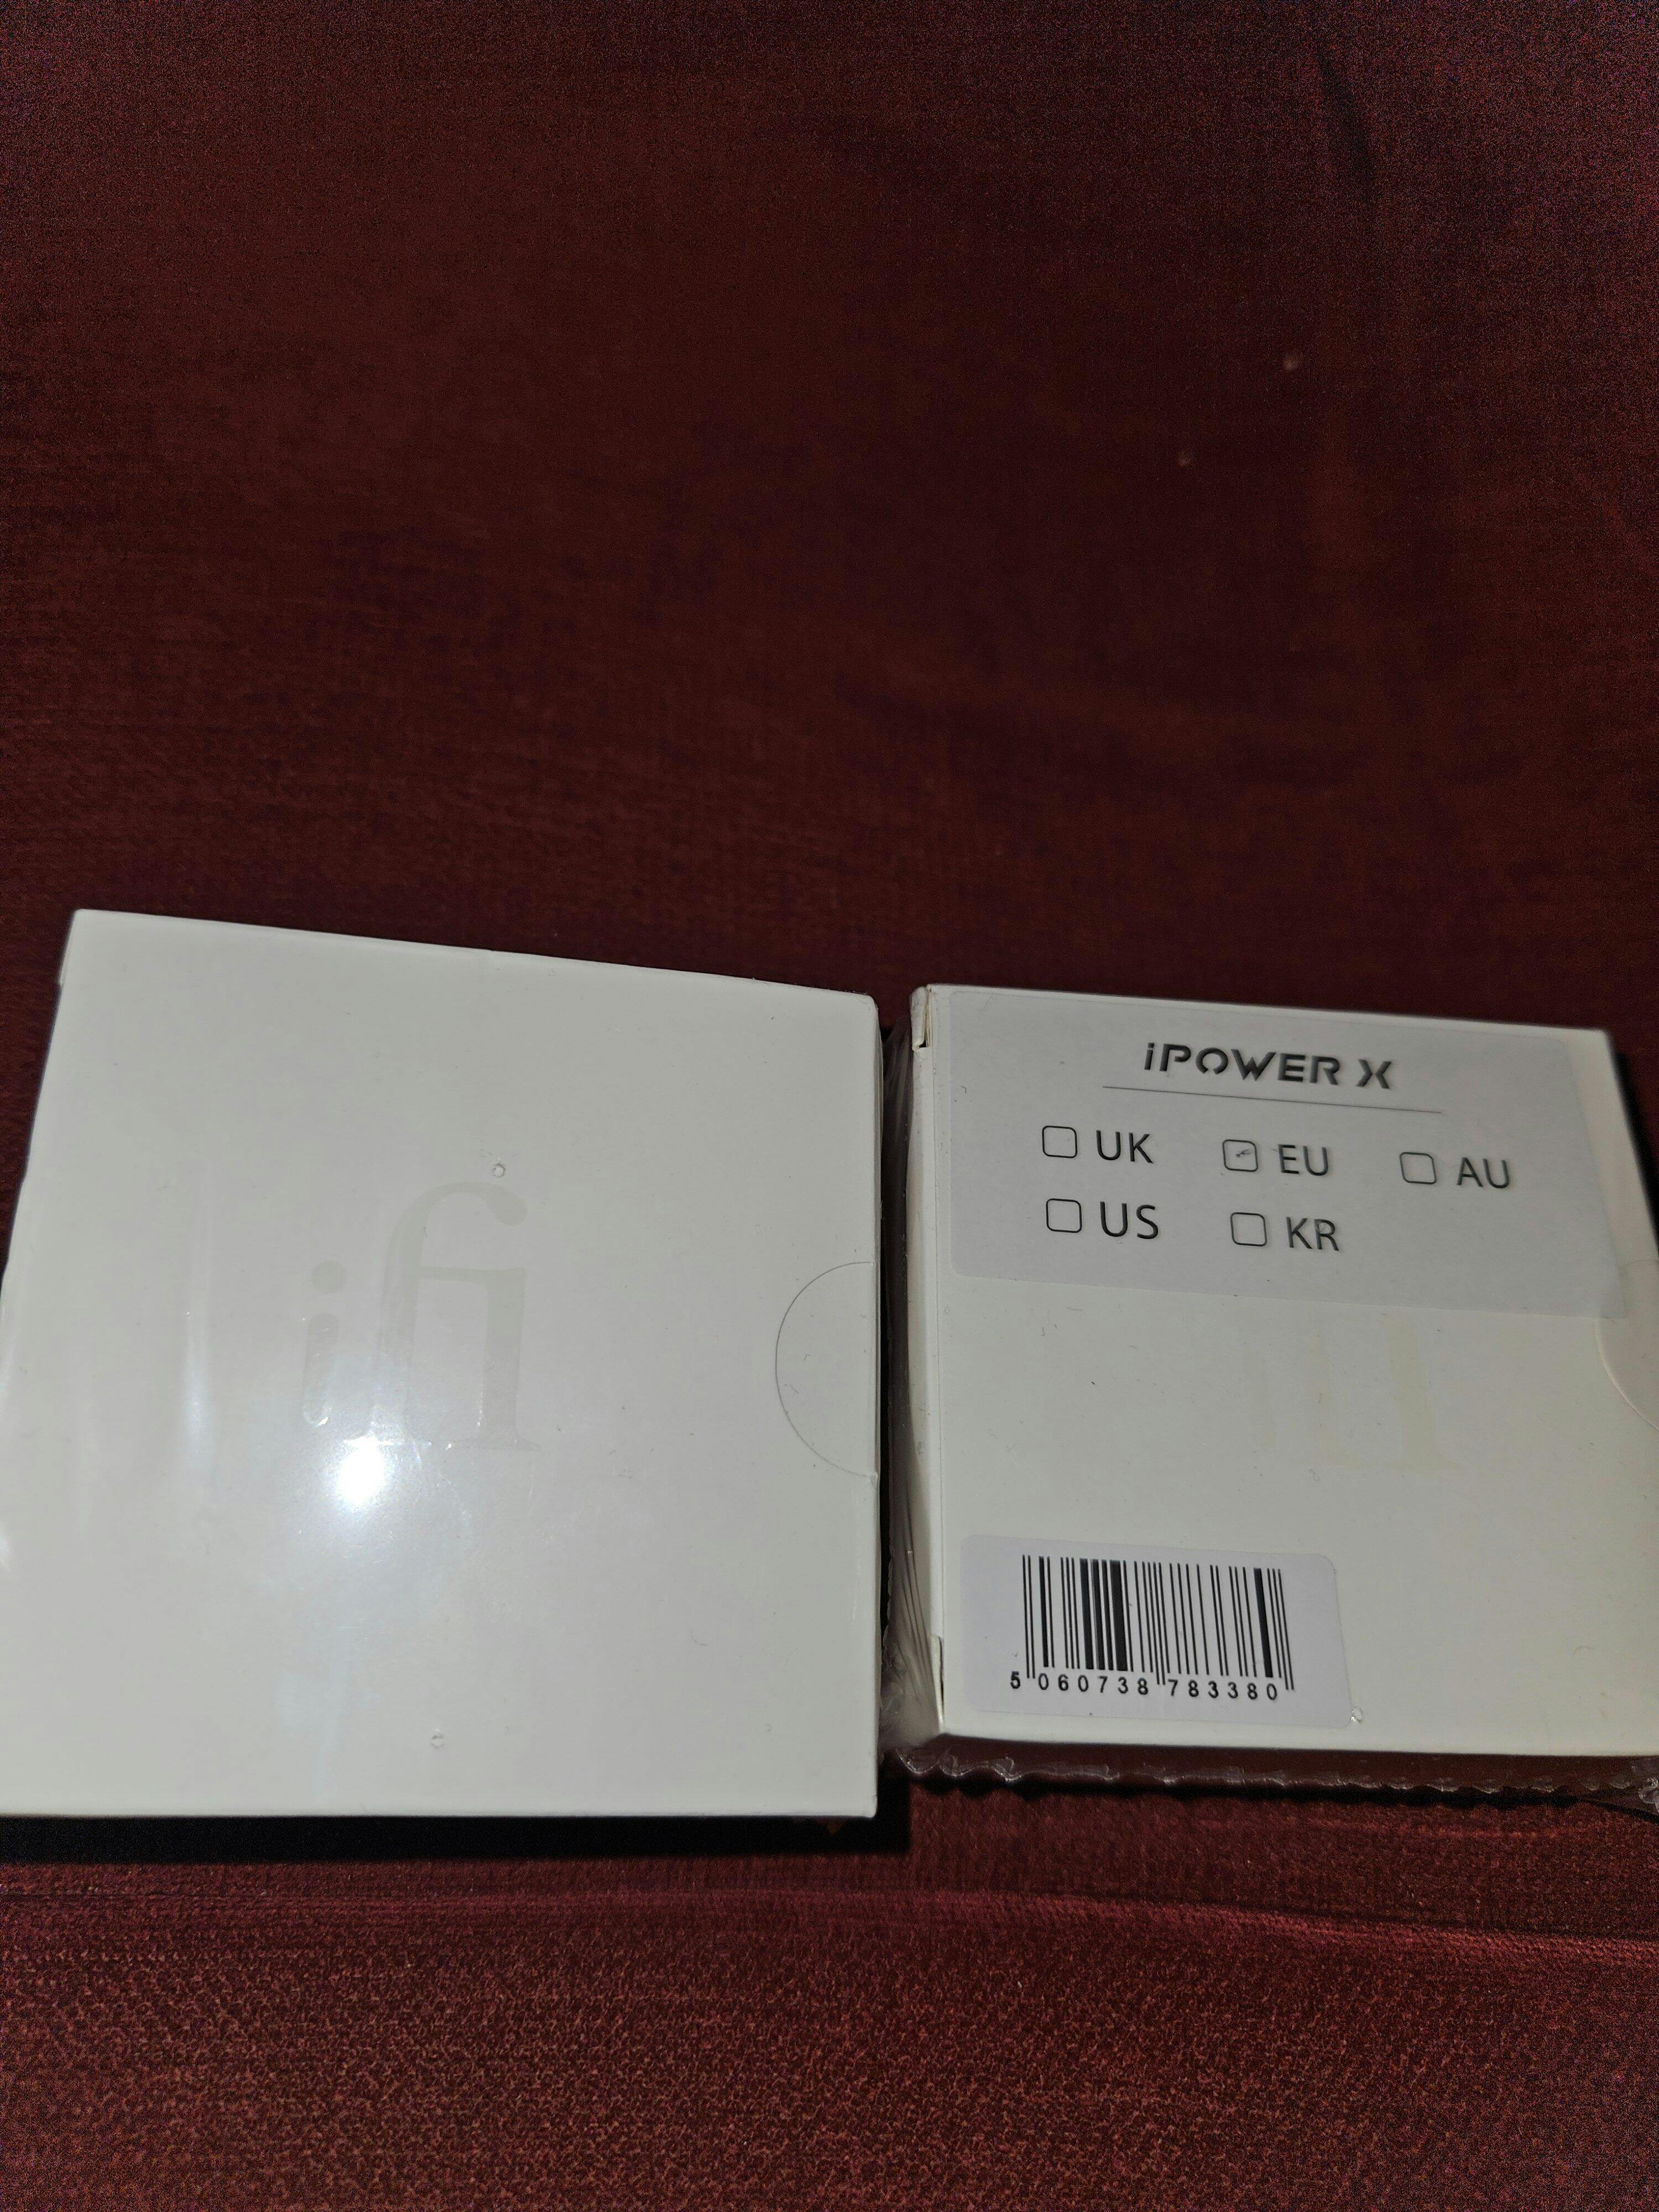 ifi
iPOWER X
UK EU AU
US KR
5 060738 783380